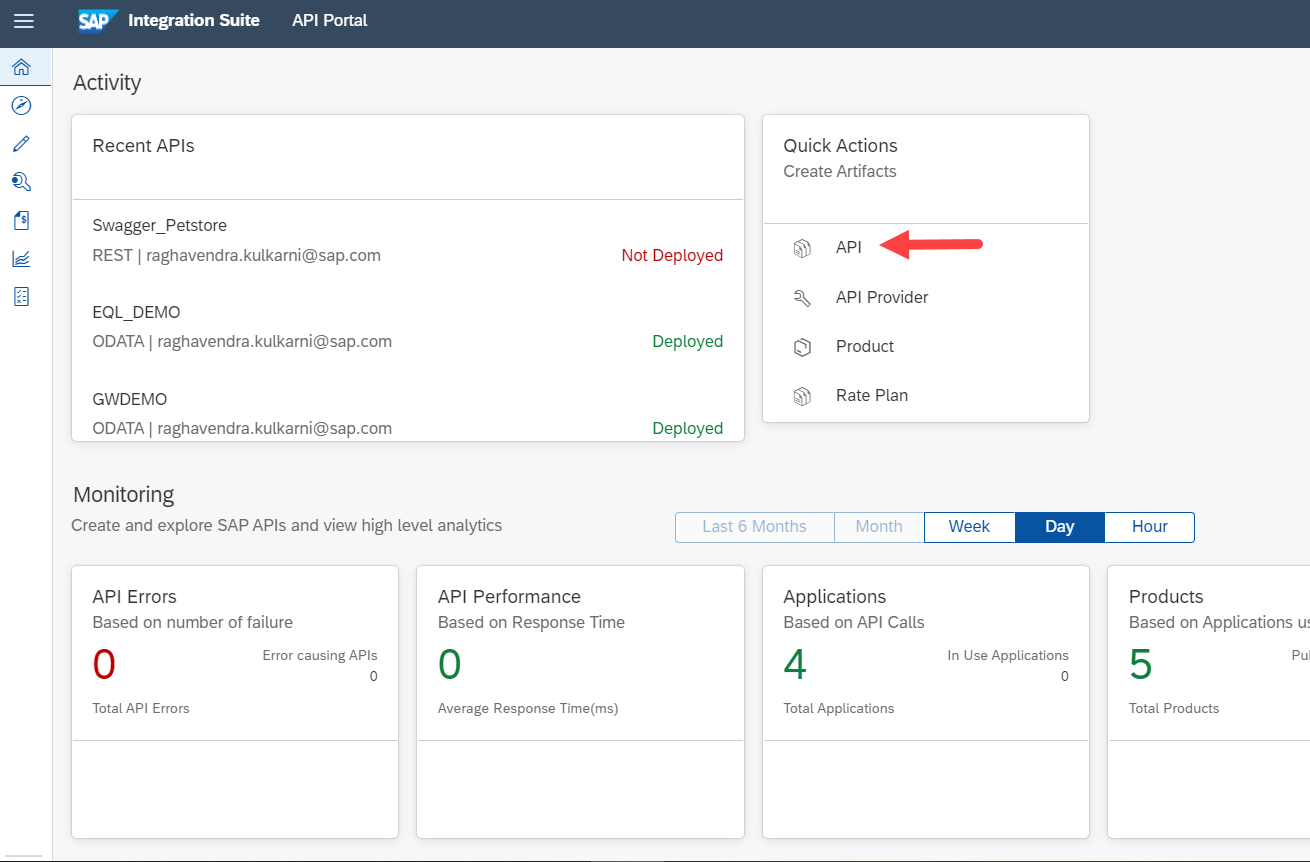 SAP Integration Suite API Portal
Activity
Recent APIs
Swagger_Petstore
REST | raghavendra.kulkarni@sap.com Not Deployed
EQL_DEMO
ODATA | raghavendra.kulkarni@sap.com Deployed
GWDEMO
ODATA | raghavendra.kulkarni@sap.com Deployed
Quick Actions
Create Artifacts
API
API Provider
Product
Rate Plan
Monitoring
Create and explore SAP APIs and view high level analytics
Last 6 Months Month Week Day Hour
API Errors
Based on number of failure
0 Error causing APIs
0
Total API Errors
API Performance
Based on Response Time
0
Average Response Time(ms)
Applications
Based on API Calls
4 In Use Applications
0
Total Applications
Products
Based on Applications us
5 Pul
Total Products